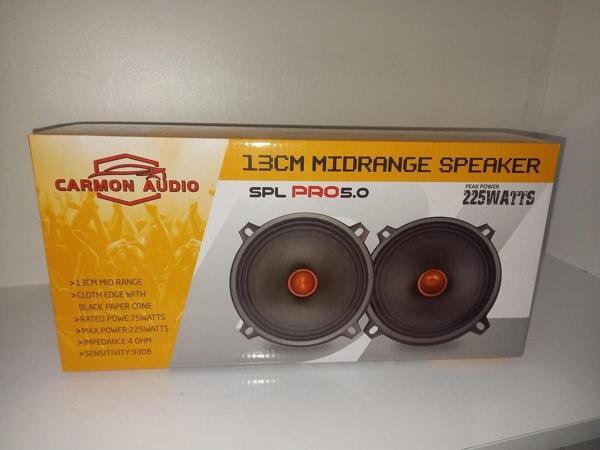 13CM MIDRANGE SPEAKER
CARMON AUDIO
SPL PRO5.0
PEAK POWER
225WATTS
>13CM MID RANGE
>CLOTH EDGE WITH
BLACK PAPER CONE
>RATED POWE:75WATTS
>MAX.POWER:225WATTS
>IMPEDANCE:4 OHM
>SENSITIVITY:93DB